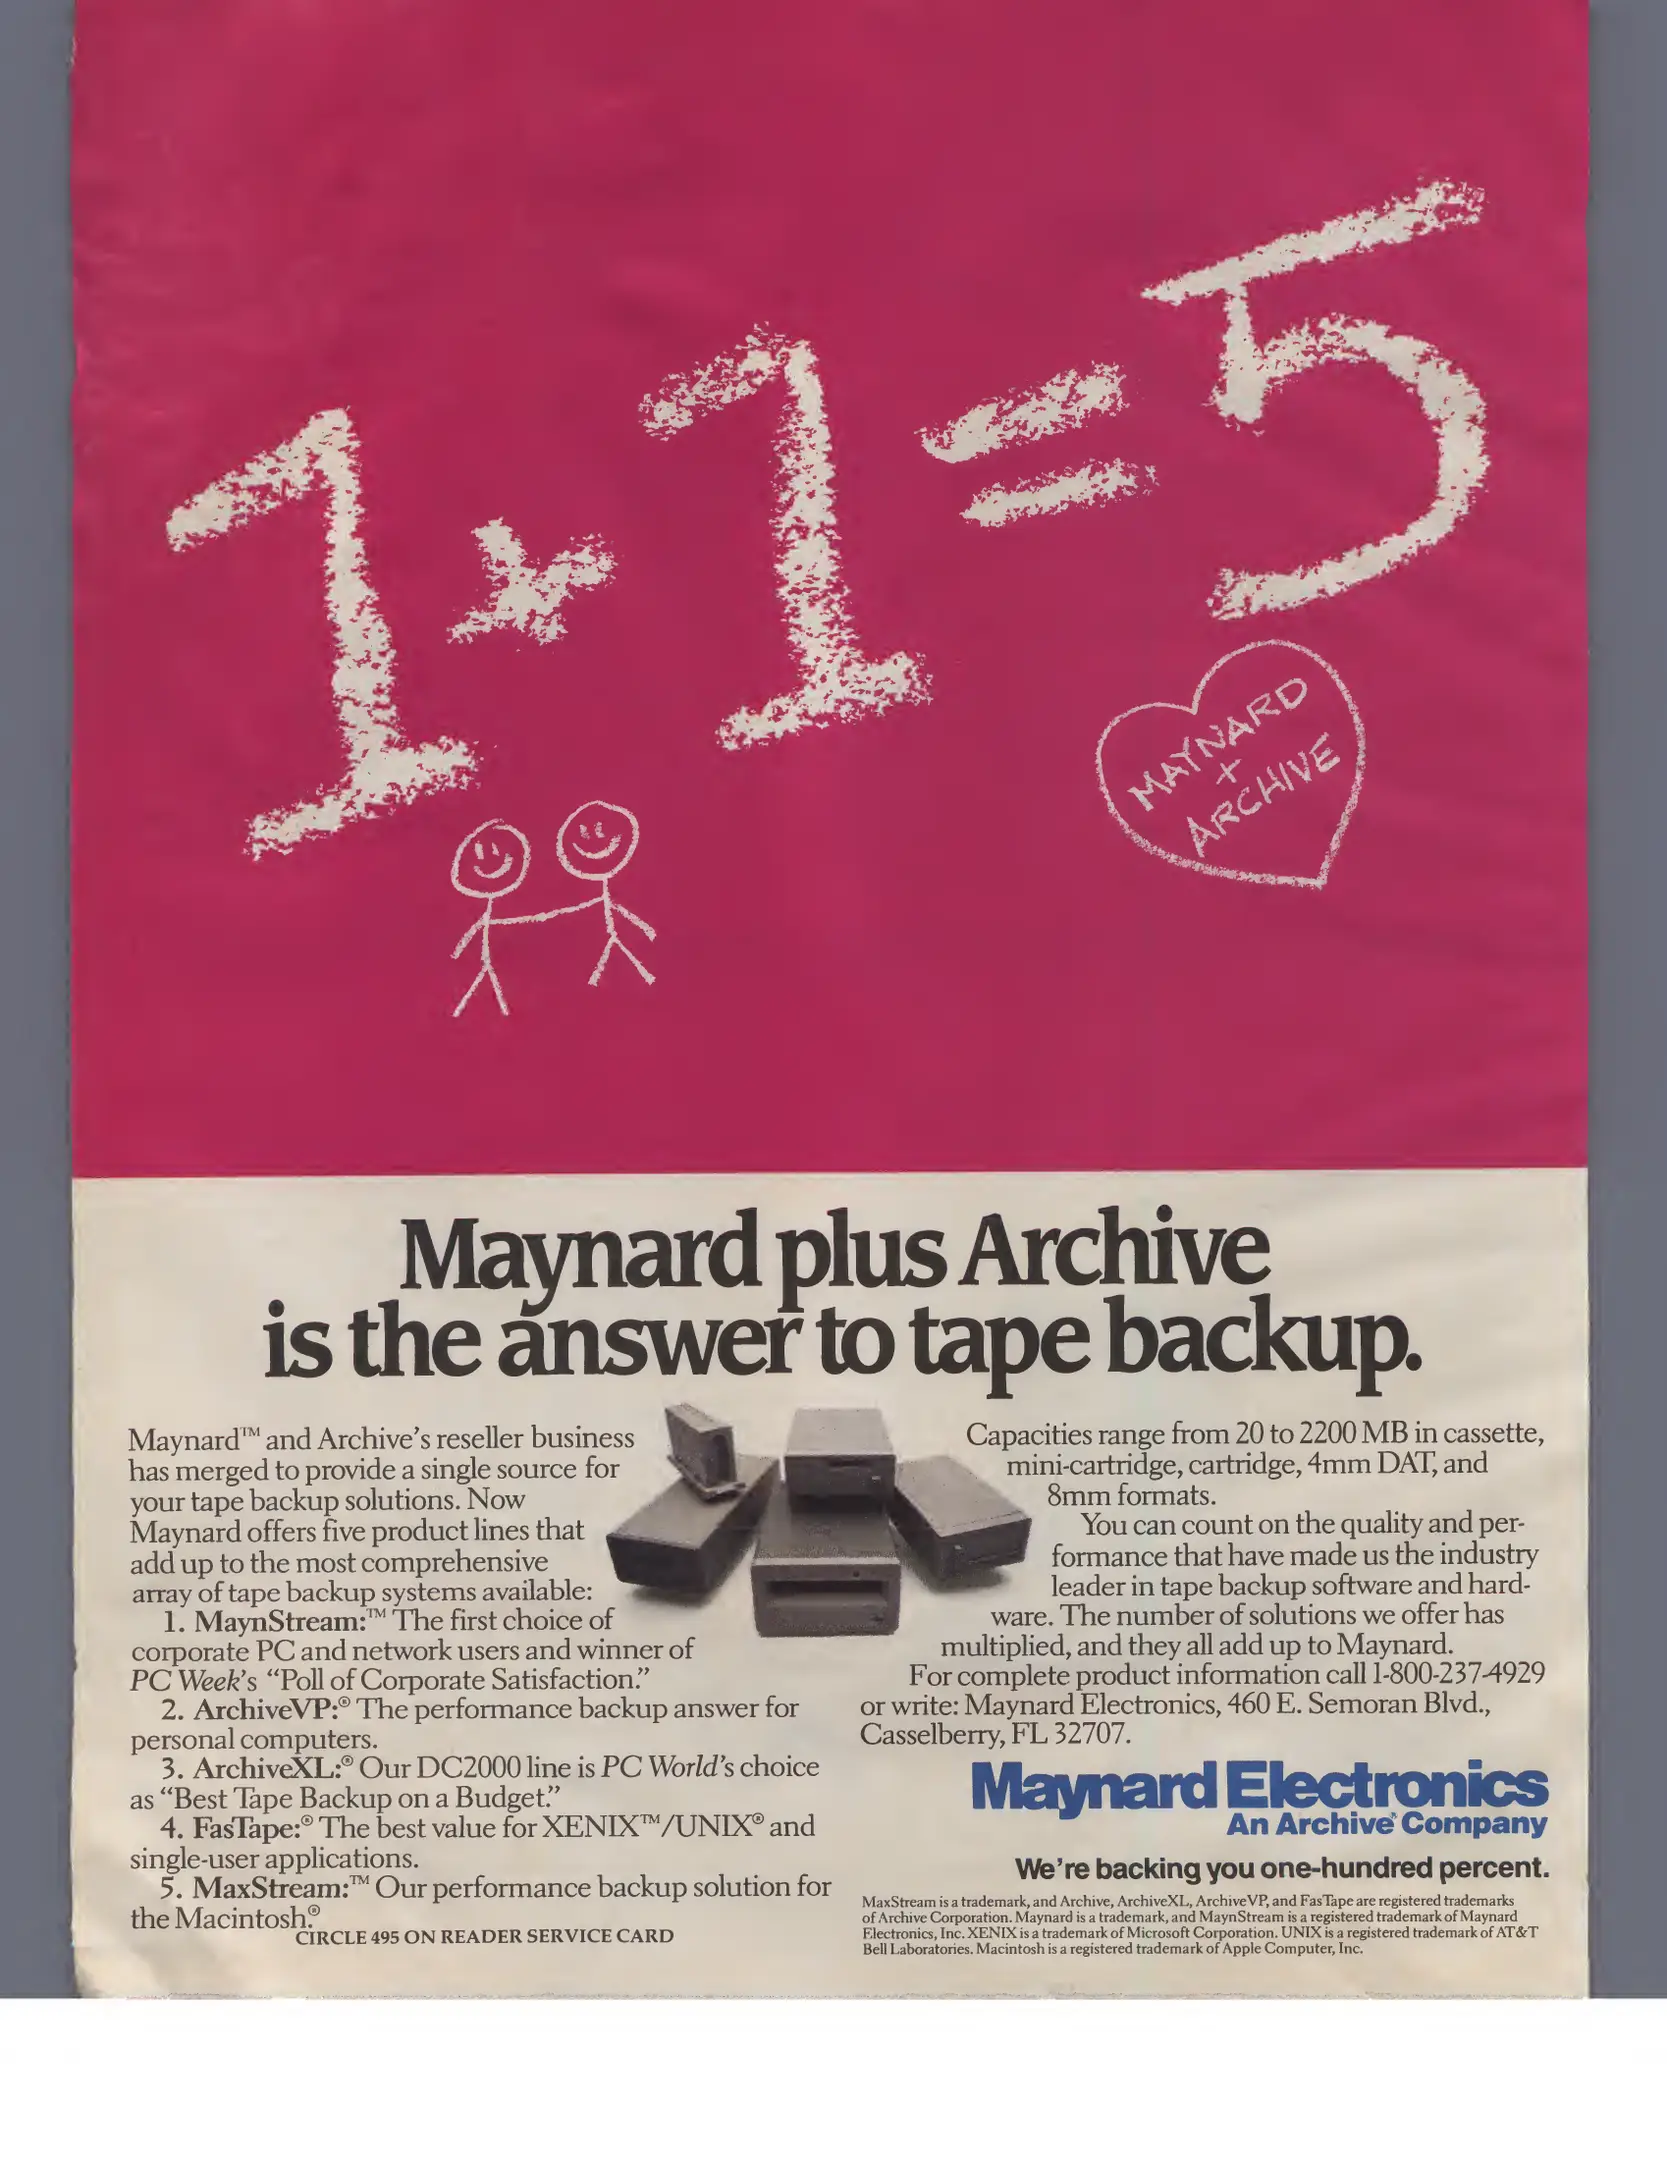 1+1=5
MAYNARD
+
ARCHIVE
Maynard plus Archive
is the answer to tape backup.
Maynard™ and Archive's reseller business
has merged to provide a single source for
your tape backup solutions. Now
Maynard offers five product lines that
add up to the most comprehensive
array of tape backup systems available:
1. MaynStream:™ The first choice of
corporate PC and network users and winner of
PC Week's “Poll of Corporate Satisfaction.”
2. ArchiveVP:® The performance backup answer for
personal computers.
3. ArchiveXL:® Our DC2000 line is PC World's choice
as “Best Tape Backup on a Budget.”
4. FasTape:® The best value for XENIX™/UNIX® and
single-user applications.
5. MaxStream:™ Our performance backup solution for
the Macintosh.®
CIRCLE 495 ON READER SERVICE CARD
Capacities range from 20 to 2200 MB in cassette,
mini-cartridge, cartridge, 4mm DAT, and
8mm formats.
You can count on the quality and per-
formance that have made us the industry
leader in tape backup software and hard-
ware. The number of solutions we offer has
multiplied, and they all add up to Maynard.
For complete product information call 1-800-237-4929
or write: Maynard Electronics, 460 E. Semoran Blvd.,
Casselberry, FL 32707.
Maynard Electronics
An Archive® Company
We're backing you one-hundred percent.
MaxStream is a trademark, and Archive, ArchiveXL, ArchiveVP, and FasTape are registered trademarks
of Archive Corporation. Maynard is a trademark, and MaynStream is a registered trademark of Maynard
Electronics, Inc. XENIX is a trademark of Microsoft Corporation. UNIX is a registered trademark of AT&T
Bell Laboratories. Macintosh is a registered trademark of Apple Computer, Inc.